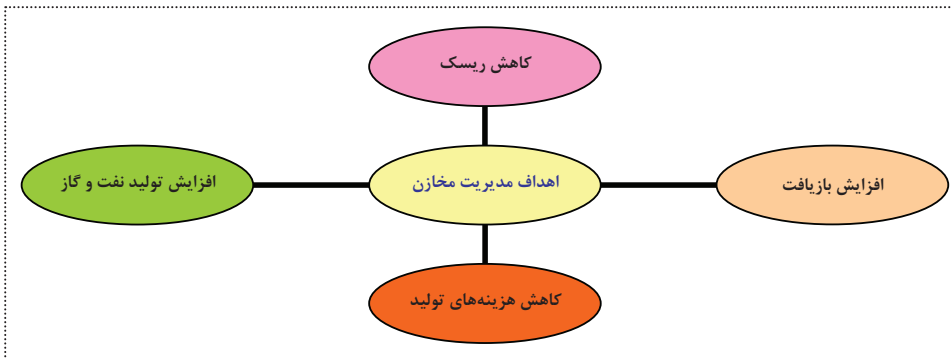 کاهش ریسک
افزایش بازیافت
اهداف مدیریت مخازن
افزایش تولید نفت و گاز
کاهش هزینه‌های تولید